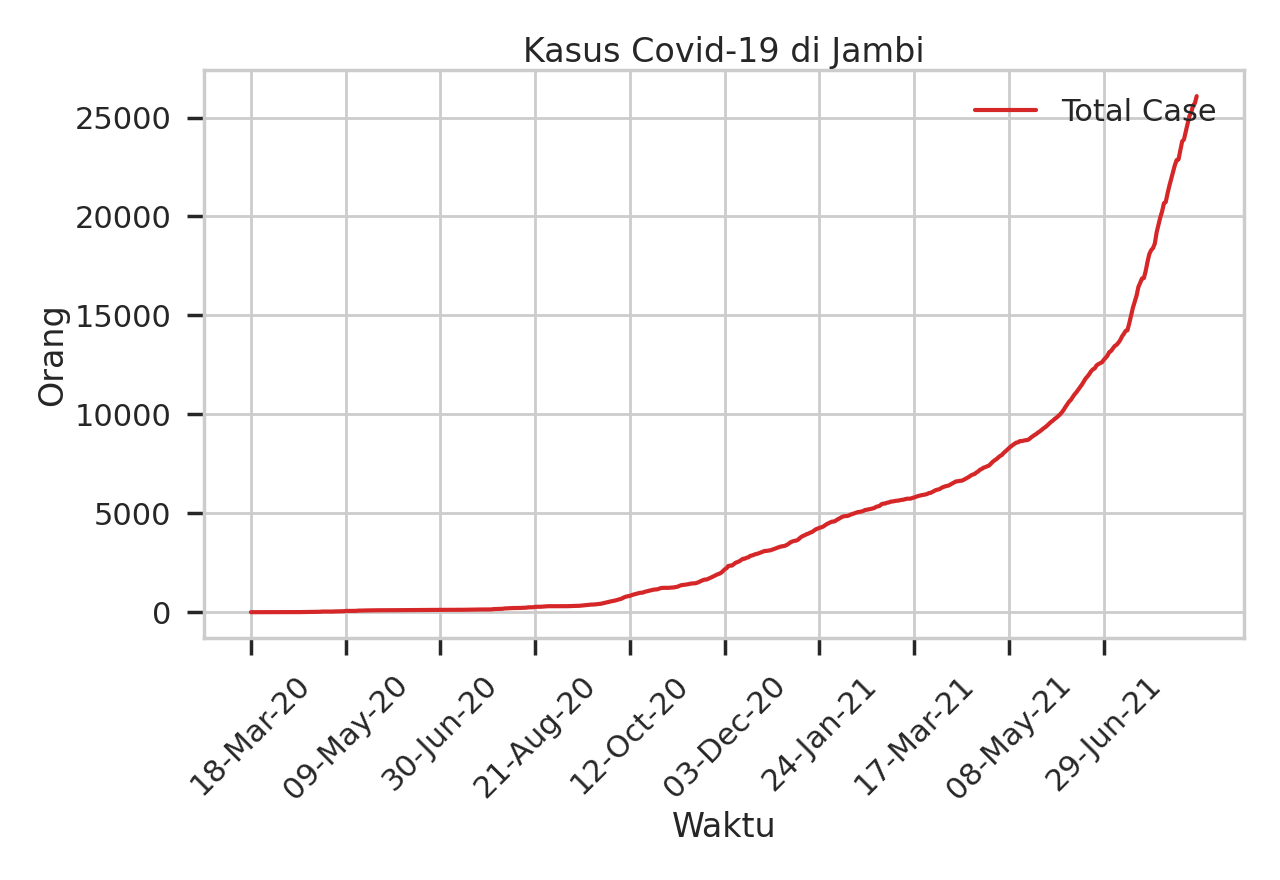 Kasus Covid-19 di Jambi
Total Case
Orang
25000
20000
15000
10000
5000
0
18-Mar-20
09-May-20
30-Jun-20
21-Aug-20
12-Oct-20
03-Dec-20
24-Jan-21
17-Mar-21
08-May-21
29-Jun-21
Waktu